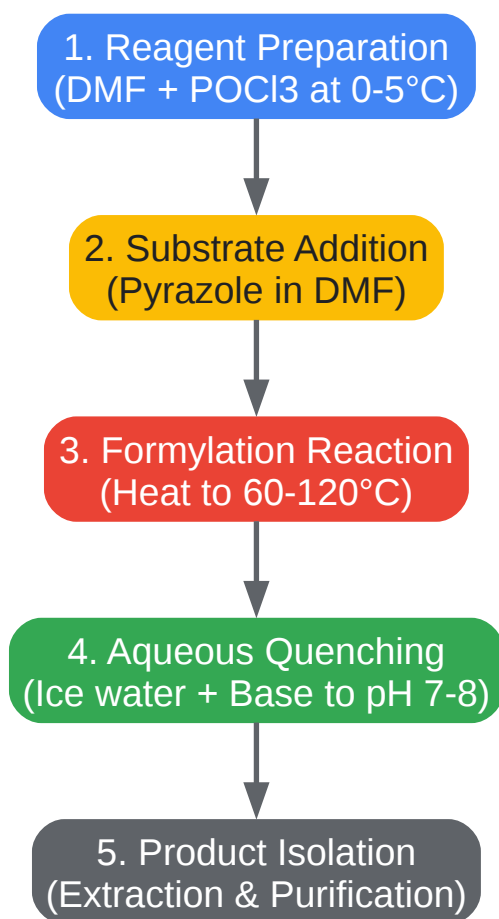 1. Reagent Preparation
(DMF + POCl3 at 0-5°C)
2. Substrate Addition
(Pyrazole in DMF)
3. Formylation Reaction
(Heat to 60-120°C)
4. Aqueous Quenching
(Ice water + Base to pH 7-8)
5. Product Isolation
(Extraction & Purification)